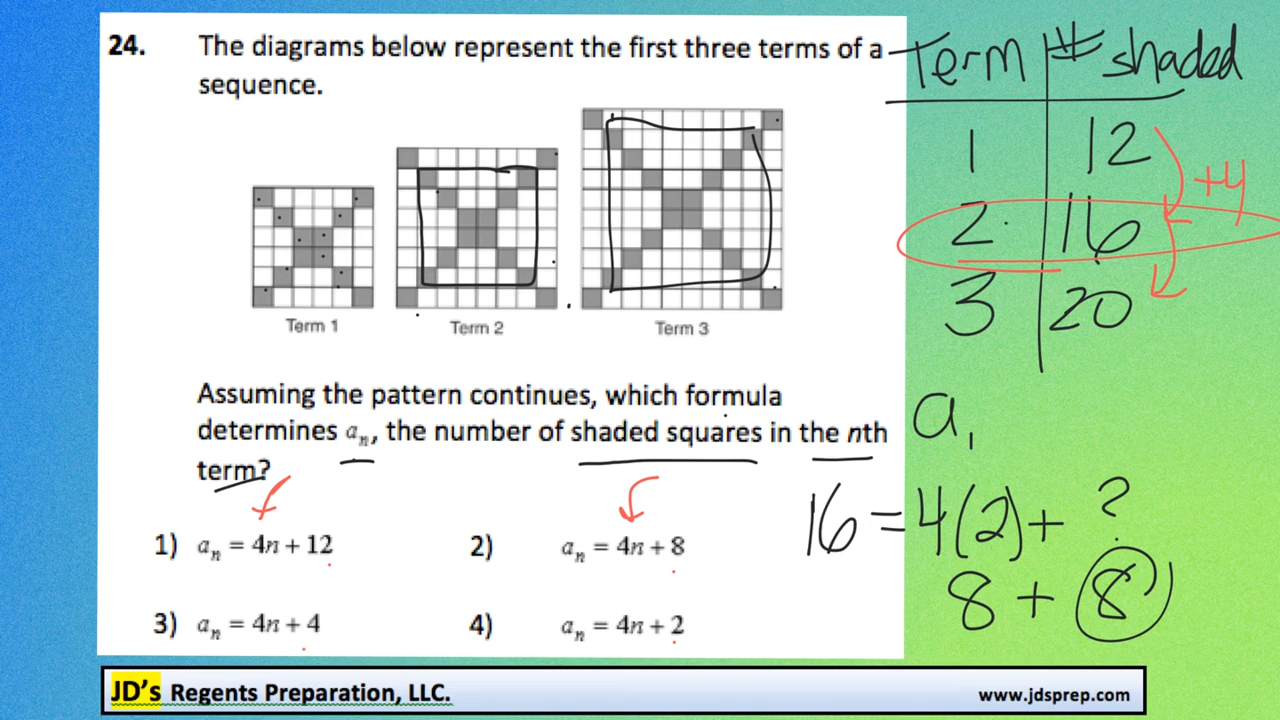 24. The diagrams below represent the first three terms of a
sequence.
Term 1
Term 2
Term 3
Assuming the pattern continues, which formula
determines aₙ, the number of shaded squares in the nth
term?
1) aₙ = 4n + 12
2) aₙ = 4n + 8
3) aₙ = 4n + 4
4) aₙ = 4n + 2
Term # shaded
1 12
2 16
3 20
+4
a₁
16 = 4(2) + ?
8 + 8
JD's Regents Preparation, LLC.
www.jdsprep.com